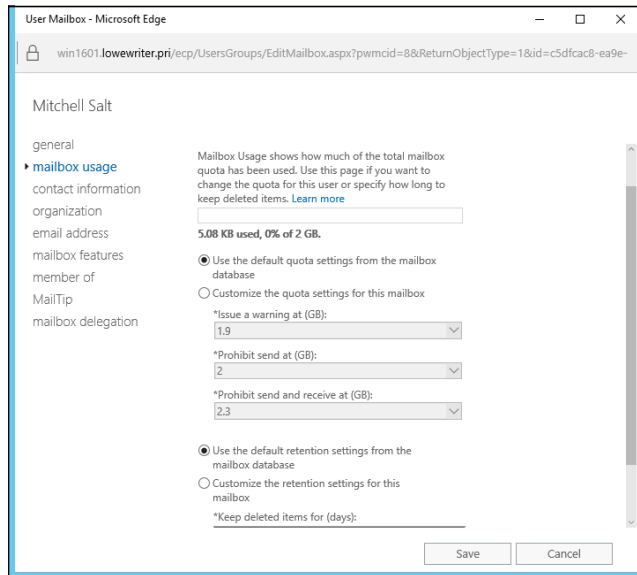 User Mailbox - Microsoft Edge
win1601.lowewriter.pri/ecp/UsersGroups/EditMailbox.aspx?pwmcid=8&ReturnObjectType=1&id=c5dfcac8-ea9e-
Mitchell Salt
general
mailbox usage
contact information
organization
email address
mailbox features
member of
MailTip
mailbox delegation
Mailbox Usage shows how much of the total mailbox
quota has been used. Use this page if you want to
change the quota for this user or specify how long to
keep deleted items. Learn more
5.08 KB used, 0% of 2 GB.
Use the default quota settings from the mailbox
database
Customize the quota settings for this mailbox
*Issue a warning at (GB):
1.9
*Prohibit send at (GB):
2
*Prohibit send and receive at (GB):
2.3
Use the default retention settings from the
mailbox database
Customize the retention settings for this
mailbox
*Keep deleted items for (days):
Save
Cancel